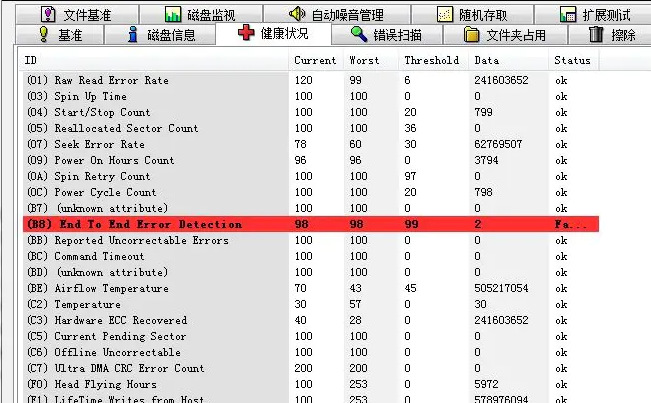 文件基准 磁盘监视 自动噪音管理 随机存取 扩展测试
基准 磁盘信息 健康状况 错误扫描 文件夹占用 擦除
ID Current Worst Threshold Data Status
(01) Raw Read Error Rate 120 99 6 241603652 ok
(03) Spin Up Time 100 100 0 0 ok
(04) Start/Stop Count 100 100 20 799 ok
(05) Reallocated Sector Count 100 100 36 0 ok
(07) Seek Error Rate 78 60 30 62769507 ok
(09) Power On Hours Count 96 96 0 3794 ok
(0A) Spin Retry Count 100 100 97 0 ok
(0C) Power Cycle Count 100 100 20 798 ok
(B7) (unknown attribute) 100 100 0 0 ok
(B8) End To End Error Detection 98 98 99 2 Fa...
(BB) Reported Uncorrectable Errors 100 100 0 0 ok
(BC) Command Timeout 100 100 0 0 ok
(BD) (unknown attribute) 100 100 0 0 ok
(BE) Airflow Temperature 70 43 45 505217054 ok
(C2) Temperature 30 57 0 30 ok
(C3) Hardware ECC Recovered 40 28 0 241603652 ok
(C5) Current Pending Sector 100 100 0 0 ok
(C6) Offline Uncorrectable 100 100 0 0 ok
(C7) Ultra DMA CRC Error Count 200 200 0 0 ok
(F0) Head Flying Hours 100 253 0 5972 ok
(F1) LifeTime Writes from Host 100 253 0 578976094 ok